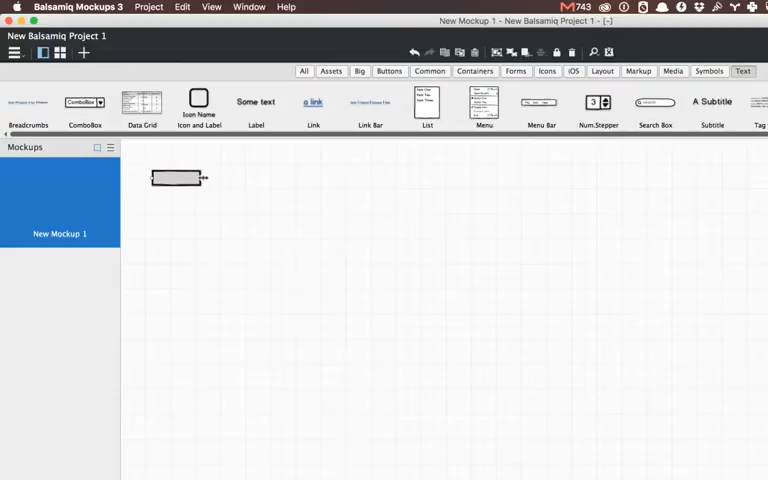 Balsamiq Mockups 3 Project Edit View Window Help 743
New Mockup 1 - New Balsamiq Project 1 - [-]
New Balsamiq Project 1
All Assets Big Buttons Common Containers Forms Icons iOS Layout Markup Media Symbols Text
ComboBox Icon Name Some text a link 3 A Subtitle
Breadcrumbs ComboBox Data Grid Icon and Label Label Link Link Bar List Menu Menu Bar Num.Stepper Search Box Subtitle Tag
Mockups
New Mockup 1